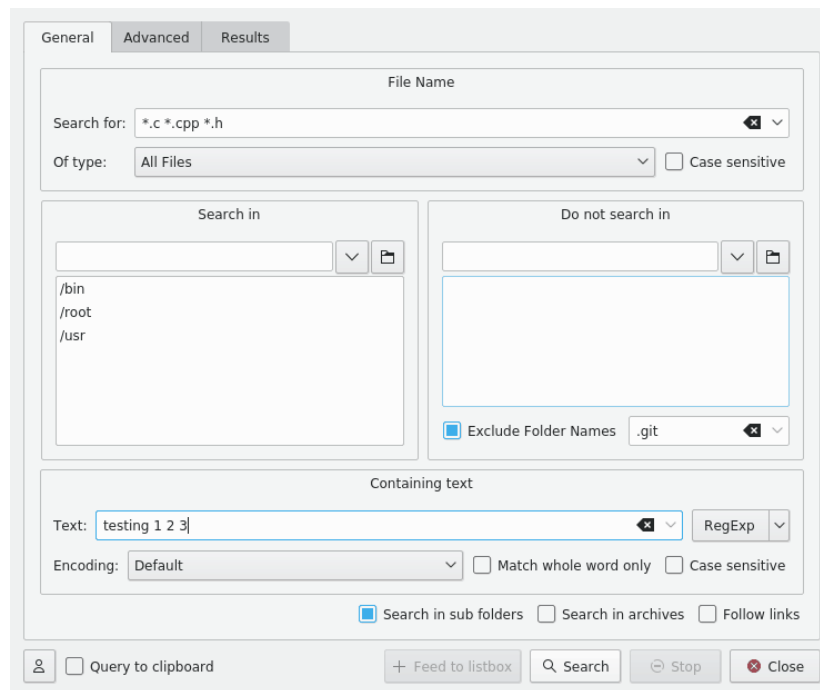 General Advanced Results
File Name
Search for: *.c *.cpp *.h
Of type: All Files Case sensitive
Search in
/bin
/root
/usr
Do not search in
Exclude Folder Names .git
Containing text
Text: testing 1 2 3 RegExp
Encoding: Default Match whole word only Case sensitive
Search in sub folders Search in archives Follow links
Query to clipboard + Feed to listbox Search Stop Close